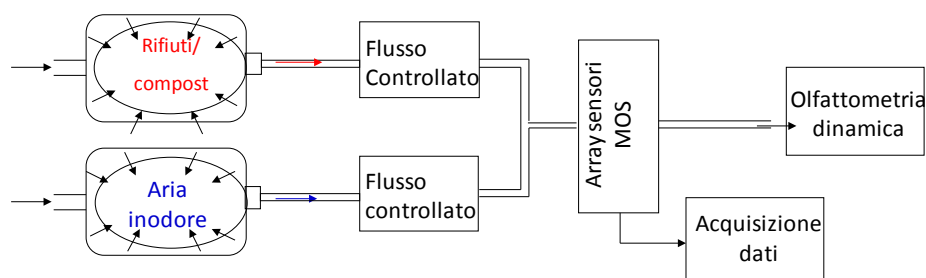 Rifiuti/
compost
Flusso
Controllato
Array sensori
MOS
Olfattometria
dinamica
Aria
inodore
Flusso
controllato
Acquisizione
dati